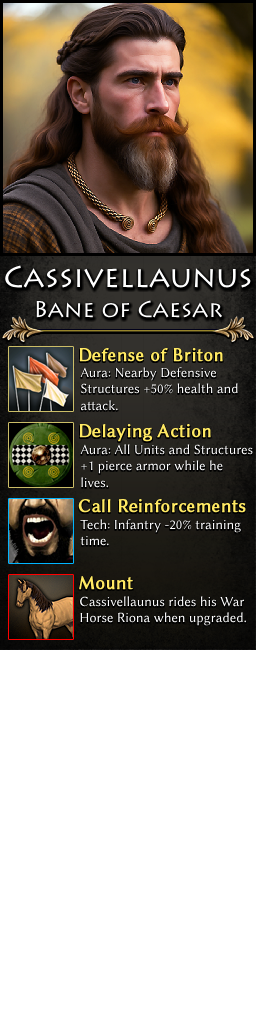 Cassivellaunus
Bane of Caesar
Defense of Briton
Aura: Nearby Defensive
Structures +50% health and
attack.
Delaying Action
Aura: All Units and Structures
+1 pierce armor while he
lives.
Call Reinforcements
Tech: Infantry -20% training
time.
Mount
Cassivellaunus rides his War
Horse Riona when upgraded.